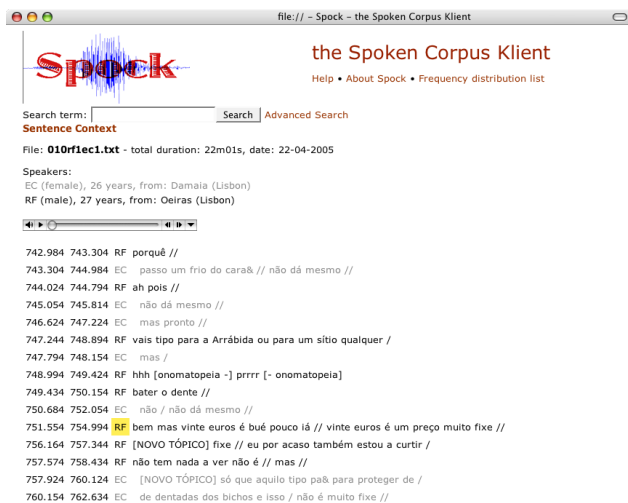 file:// – Spock – the Spoken Corpus Klient
Spock
the Spoken Corpus Klient
Help • About Spock • Frequency distribution list
Search term: Search Advanced Search
Sentence Context
File: 010rf1ec1.txt - total duration: 22m01s, date: 22-04-2005
Speakers:
EC (female), 26 years, from: Damaia (Lisbon)
RF (male), 27 years, from: Oeiras (Lisbon)
742.984 743.304 RF porquê //
743.304 744.984 EC passo um frio do cara& // não dá mesmo //
744.024 744.794 RF ah pois //
745.054 745.814 EC não dá mesmo //
746.624 747.224 EC mas pronto //
747.244 748.894 RF vais tipo para a Arrábida ou para um sítio qualquer /
747.794 748.154 EC mas /
748.994 749.424 RF hhh [onomatopeia -] prrrr [- onomatopeia]
749.434 750.154 RF bater o dente //
750.684 752.054 EC não / não dá mesmo //
751.554 754.994 RF bem mas vinte euros é bué pouco iá // vinte euros é um preço muito fixe //
756.164 757.344 RF [NOVO TÓPICO] fixe // eu por acaso também estou a curtir /
757.574 758.434 RF não tem nada a ver não é // mas //
757.924 760.124 EC [NOVO TÓPICO] só que aquilo tipo pa& para proteger de /
760.154 762.634 EC de dentadas dos bichos e isso / não é muito fixe //